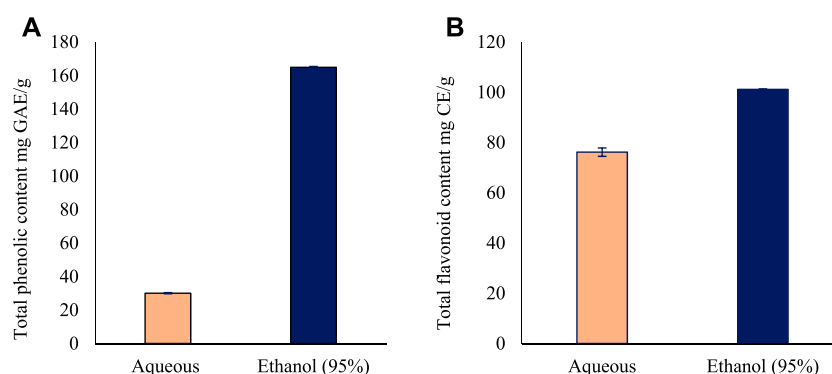 A
Total phenolic content mg GAE/g
180
160
140
120
100
80
60
40
20
0
Aqueous
Ethanol (95%)
B
Total flavonoid content mg CE/g
120
100
80
60
40
20
0
Aqueous
Ethanol (95%)